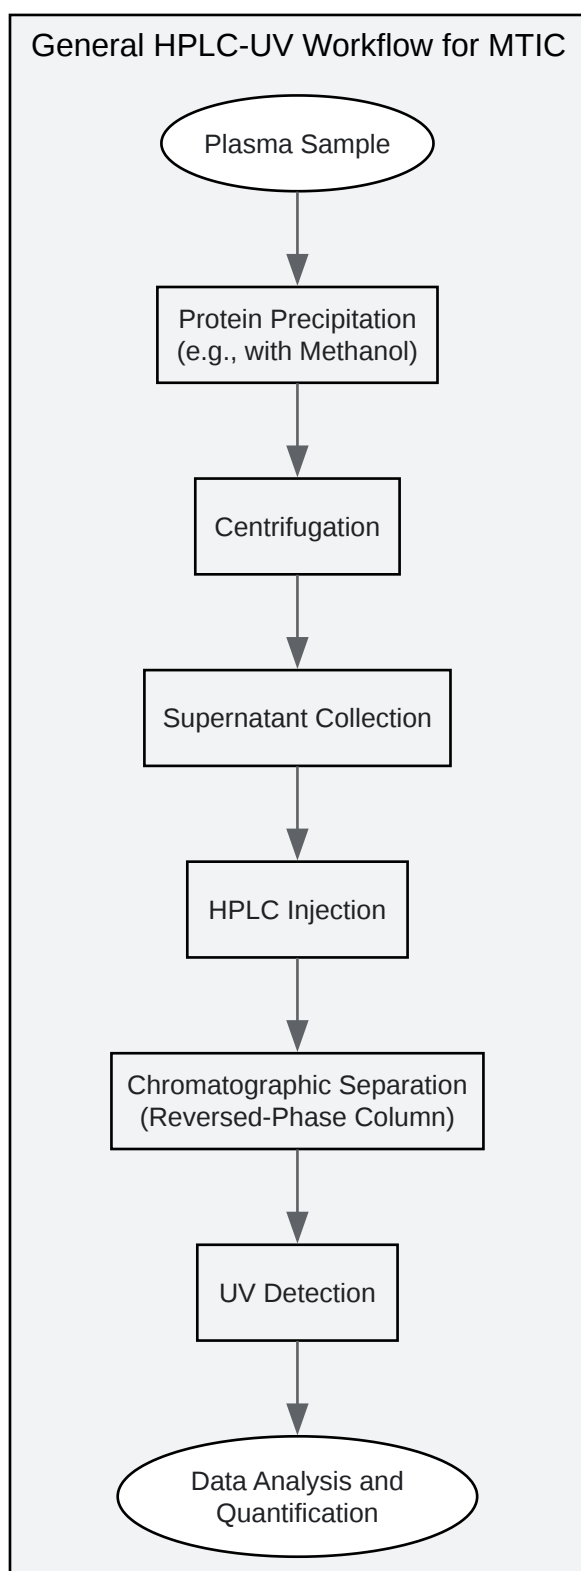 General HPLC-UV Workflow for MTIC
Plasma Sample
Protein Precipitation
(e.g., with Methanol)
Centrifugation
Supernatant Collection
HPLC Injection
Chromatographic Separation
(Reversed-Phase Column)
UV Detection
Data Analysis and
Quantification